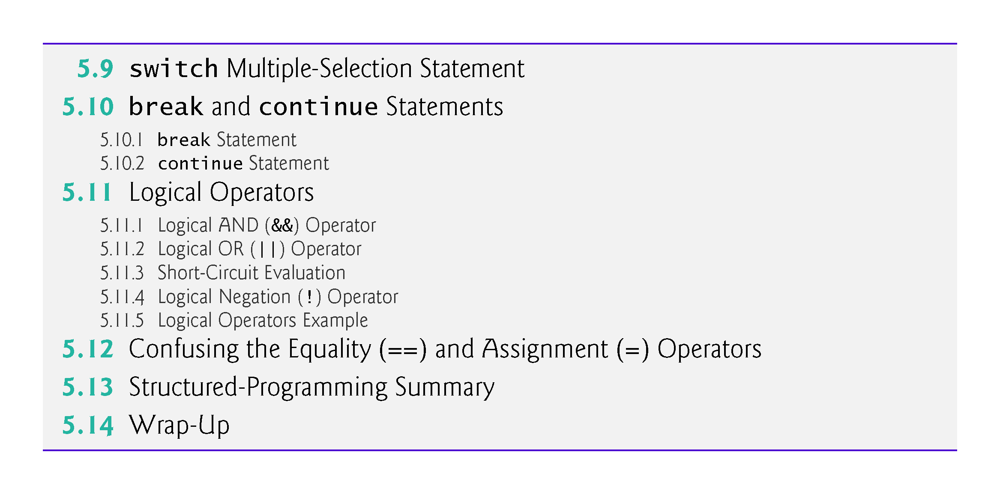 5.9 switch Multiple-Selection Statement
5.10 break and continue Statements
5.10.1 break Statement
5.10.2 continue Statement
5.11 Logical Operators
5.11.1 Logical AND (&&) Operator
5.11.2 Logical OR (||) Operator
5.11.3 Short-Circuit Evaluation
5.11.4 Logical Negation (!) Operator
5.11.5 Logical Operators Example
5.12 Confusing the Equality (==) and Assignment (=) Operators
5.13 Structured-Programming Summary
5.14 Wrap-Up